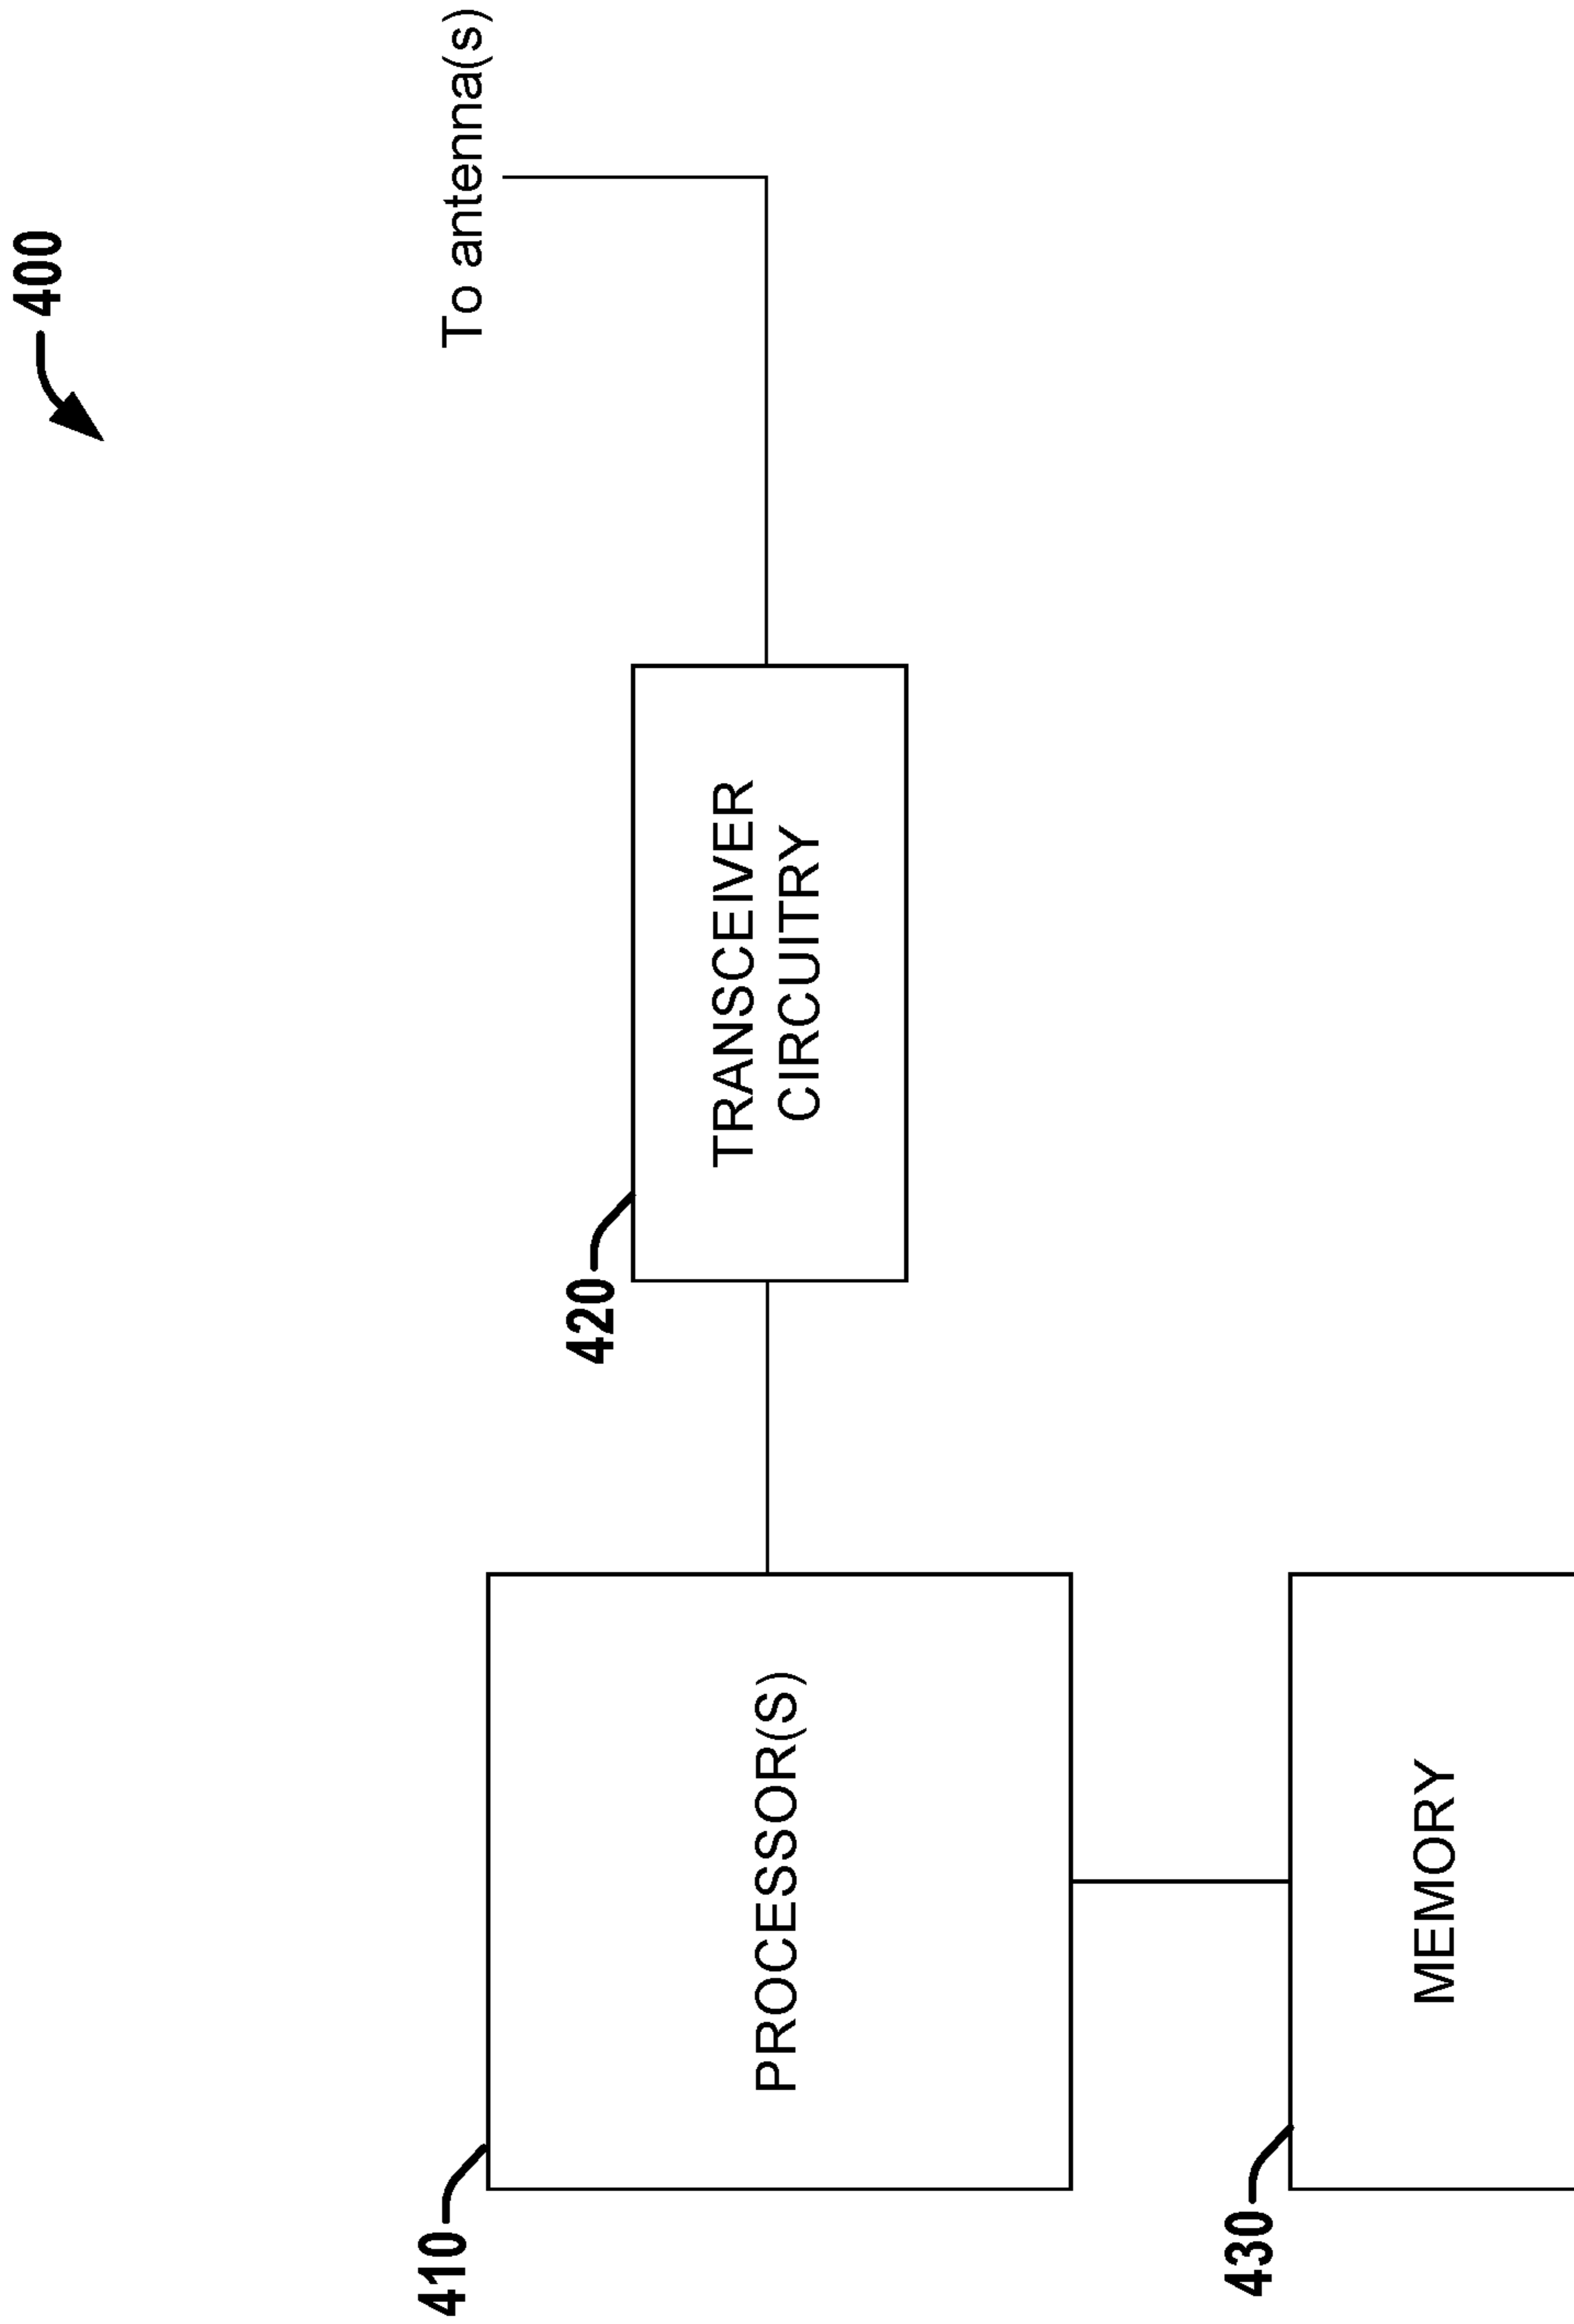 400
To antenna(s)
420
TRANSCEIVER
CIRCUITRY
410
PROCESSOR(S)
430
MEMORY